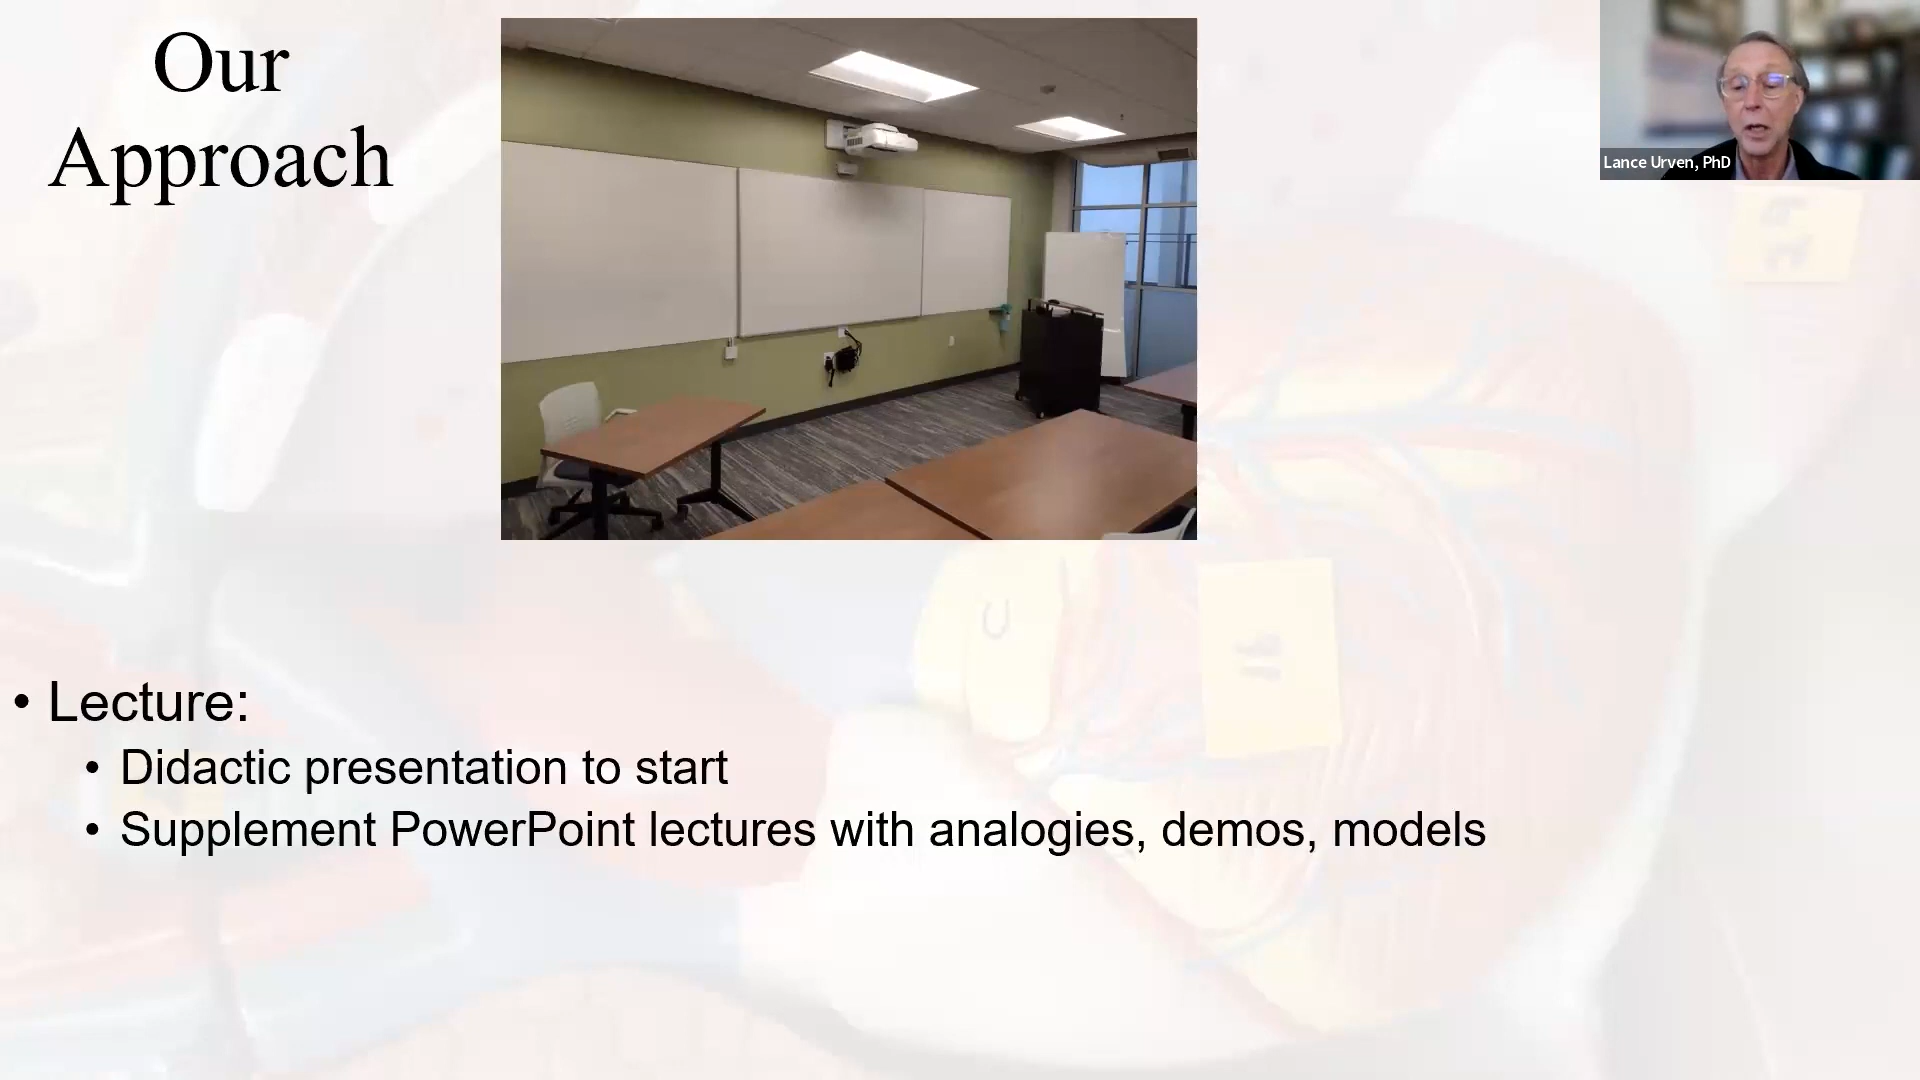 Our
Approach
Lance Urven, PhD
• Lecture:
• Didactic presentation to start
• Supplement PowerPoint lectures with analogies, demos, models